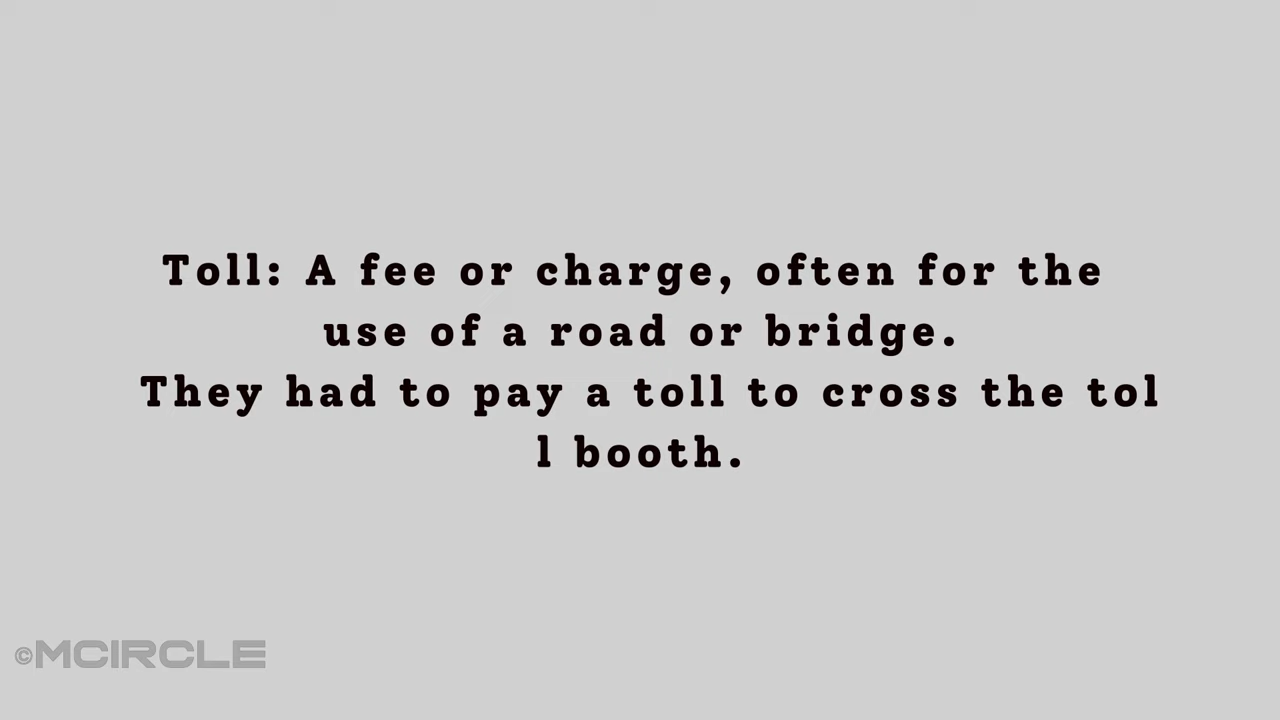 Toll: A fee or charge, often for the
use of a road or bridge.
They had to pay a toll to cross the tol
l booth.
©MCIRCLE